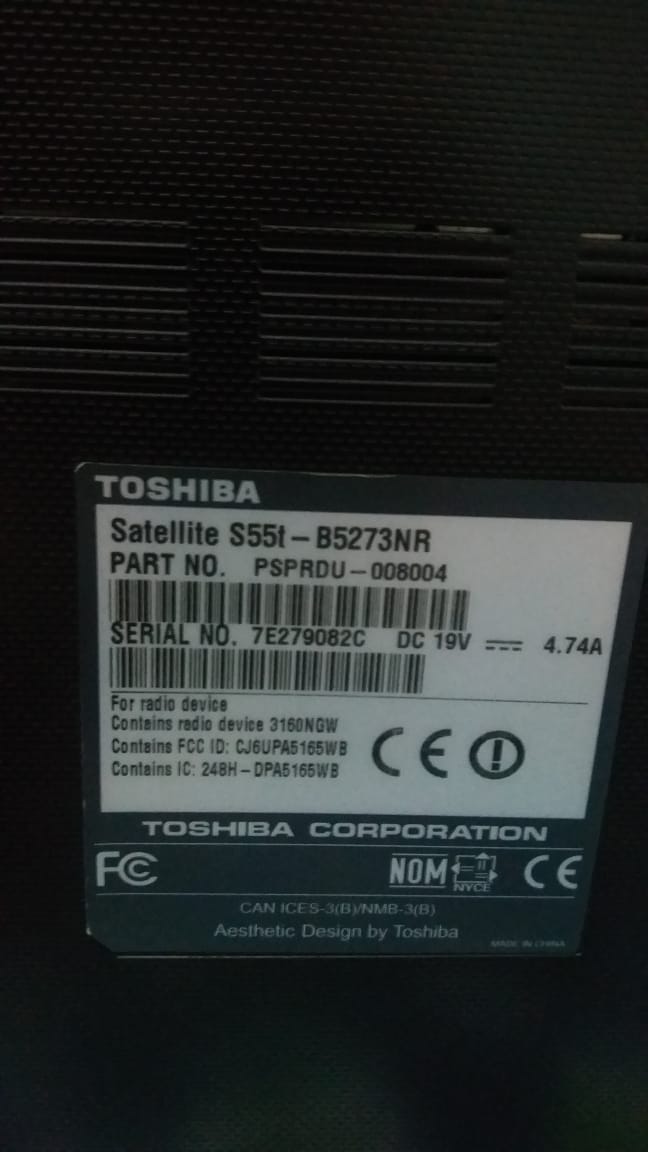 TOSHIBA
Satellite S55t-B5273NR
PART NO. PSPRDU-008004
SERIAL NO. 7E279082C DC 19V ⎓ 4.74A
For radio device
Contains radio device 3160NGW
Contains FCC ID: CJ6UPA5165WB
Contains IC: 248H-DPA5165WB
CE
TOSHIBA CORPORATION
FC NOM NYCE CE
CAN ICES-3(B)/NMB-3(B)
Aesthetic Design by Toshiba
MADE IN CHINA